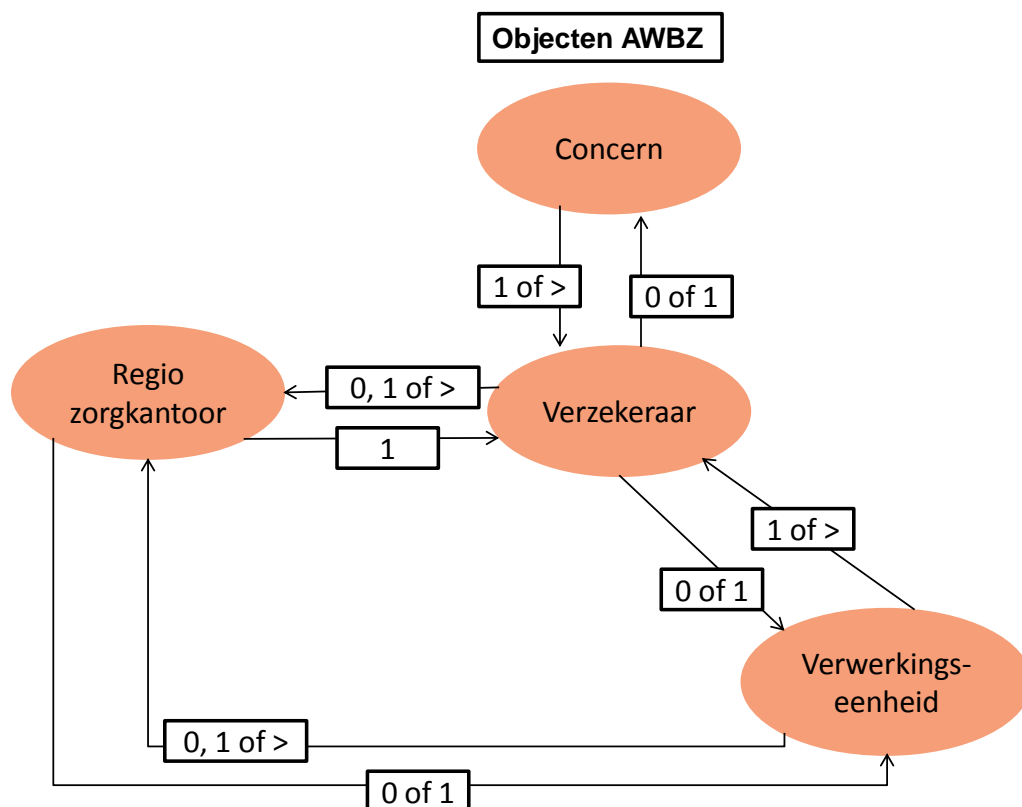 Objecten AWBZ
Concern
1 of >
0 of 1
Regio
zorgkantoor
0, 1 of >
Verzekeraar
1
1 of >
0 of 1
Verwerkings-
eenheid
0, 1 of >
0 of 1